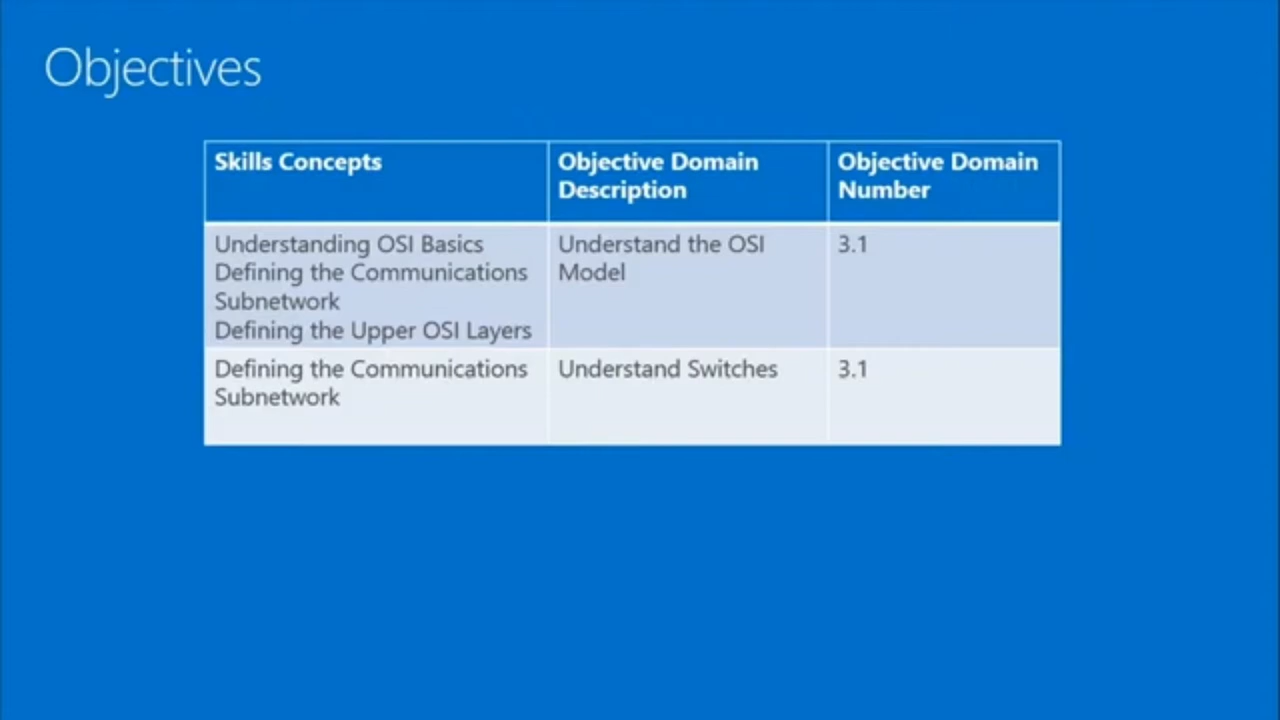 Objectives
Skills Concepts
Objective Domain
Description
Objective Domain
Number
Understanding OSI Basics
Defining the Communications
Subnetwork
Defining the Upper OSI Layers
Understand the OSI
Model
3.1
Defining the Communications
Subnetwork
Understand Switches
3.1